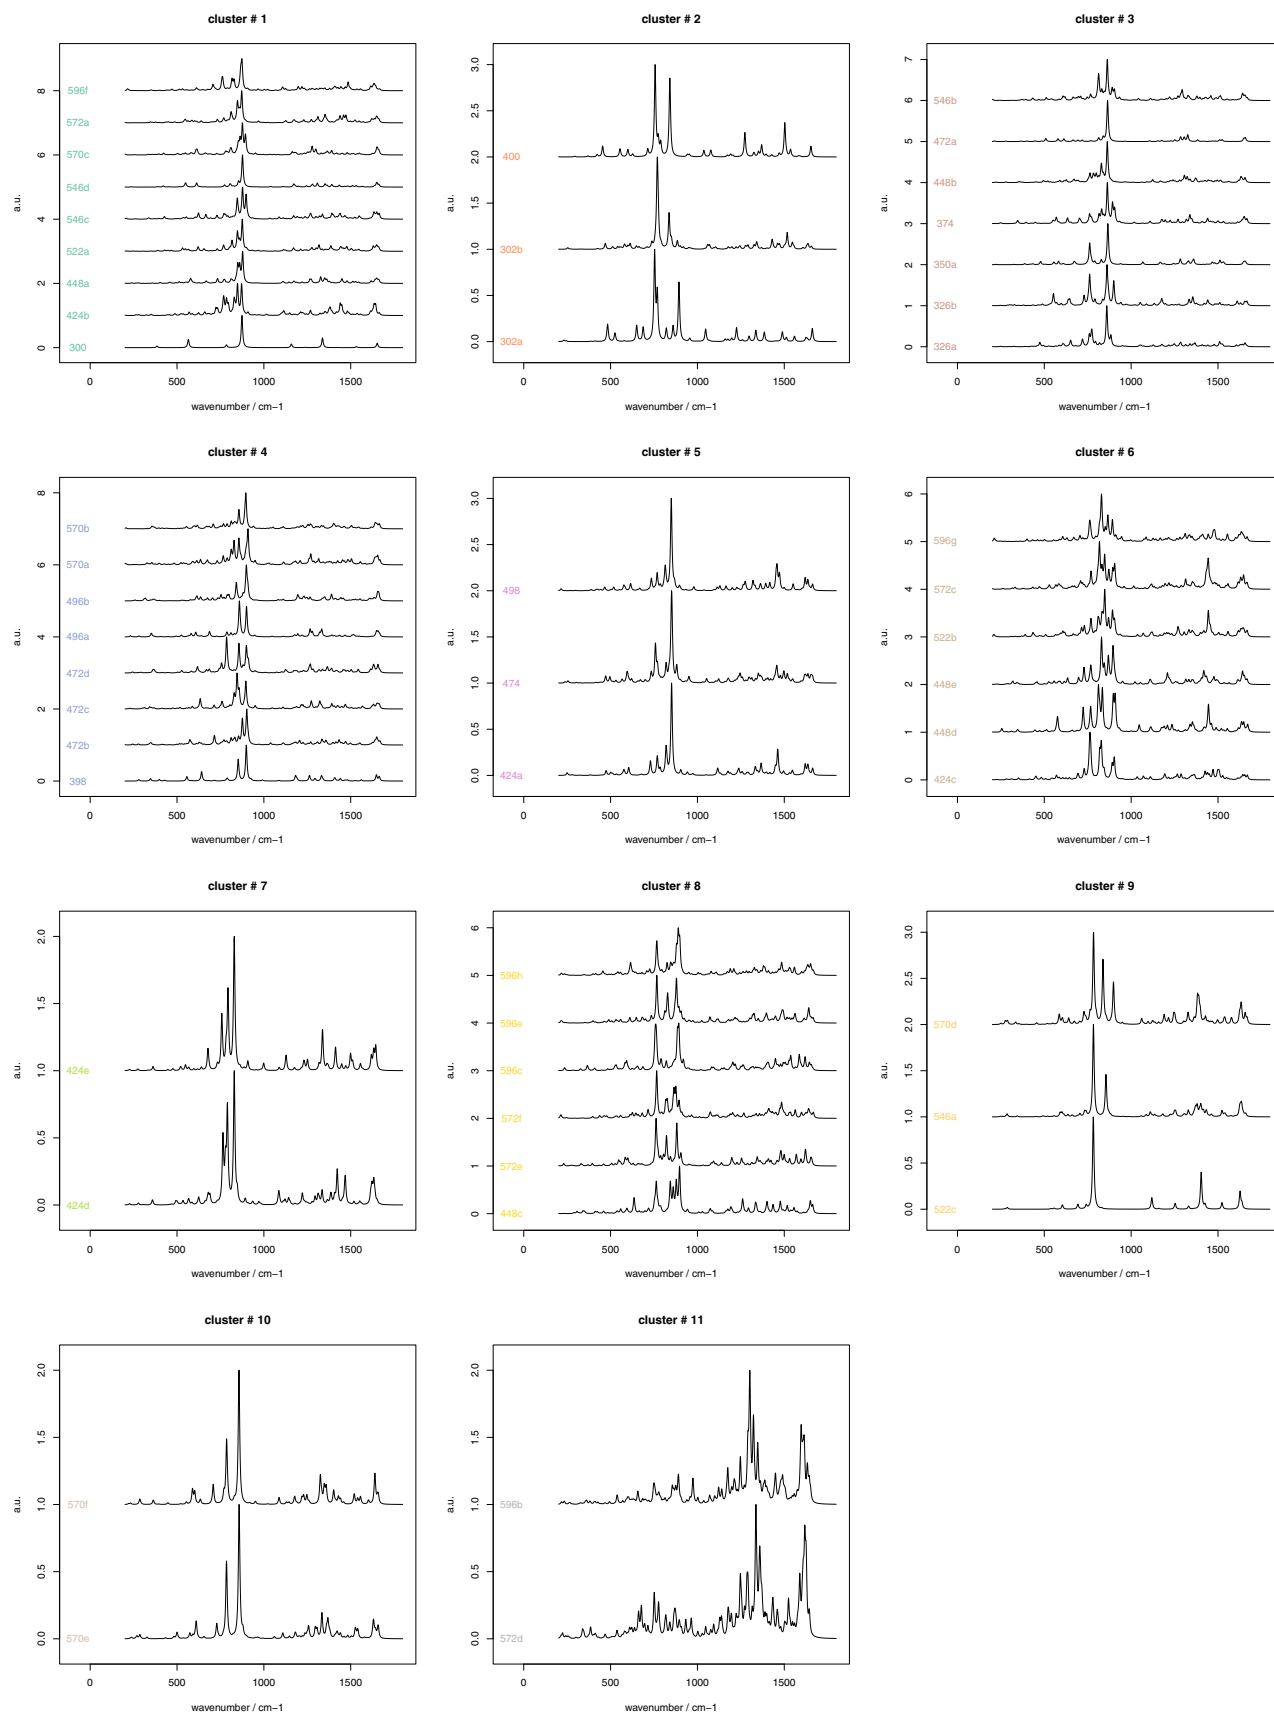 cluster # 1
a.u.
0 2 4 6 8
596f
572a
570c
546d
546c
522a
448a
424b
300
0 500 1000 1500
wavenumber / cm−1
cluster # 2
a.u.
0.0 0.5 1.0 1.5 2.0 2.5 3.0
400
302b
302a
0 500 1000 1500
wavenumber / cm−1
cluster # 3
a.u.
0 1 2 3 4 5 6 7
546b
472a
448b
374
350a
326b
326a
0 500 1000 1500
wavenumber / cm−1
cluster # 4
a.u.
0 2 4 6 8
570b
570a
496b
496a
472d
472c
472b
398
0 500 1000 1500
wavenumber / cm−1
cluster # 5
a.u.
0.0 0.5 1.0 1.5 2.0 2.5 3.0
498
474
424a
0 500 1000 1500
wavenumber / cm−1
cluster # 6
a.u.
0 1 2 3 4 5 6
596g
572c
522b
448e
448d
424c
0 500 1000 1500
wavenumber / cm−1
cluster # 7
a.u.
0.0 0.5 1.0 1.5 2.0
424e
424d
0 500 1000 1500
wavenumber / cm−1
cluster # 8
a.u.
0 1 2 3 4 5 6
596h
596e
596c
572f
572e
448c
0 500 1000 1500
wavenumber / cm−1
cluster # 9
a.u.
0.0 0.5 1.0 1.5 2.0 2.5 3.0
570d
546a
522c
0 500 1000 1500
wavenumber / cm−1
cluster # 10
a.u.
0.0 0.5 1.0 1.5 2.0
570f
570e
0 500 1000 1500
wavenumber / cm−1
cluster # 11
a.u.
0.0 0.5 1.0 1.5 2.0
596b
572d
0 500 1000 1500
wavenumber / cm−1